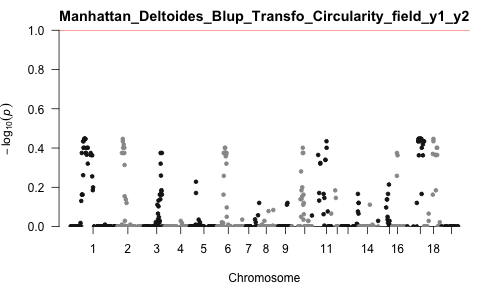 Manhattan_Deltoides_Blup_Transfo_Circularity_field_y1_y2
1.0
0.8
0.6
0.4
0.2
0.0
− log10(p)
1 2 3 4 5 6 7 8 9 11 14 16 18
Chromosome